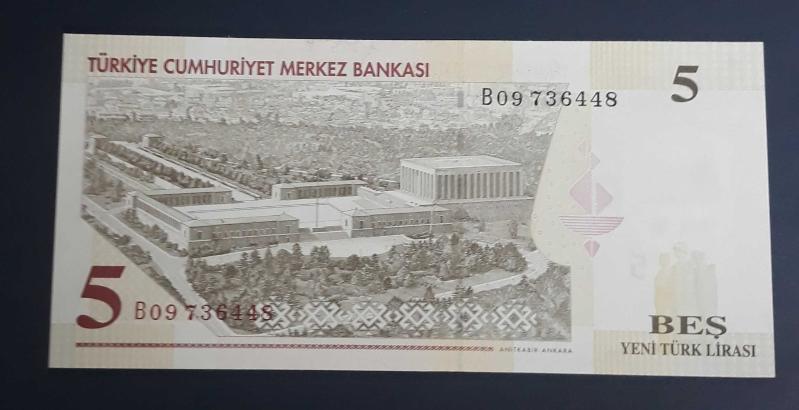 TÜRKİYE CUMHURİYET MERKEZ BANKASI
B09 736448
5
5
B09 736448
ANITKABİR-ANKARA
BEŞ
YENİ TÜRK LİRASI